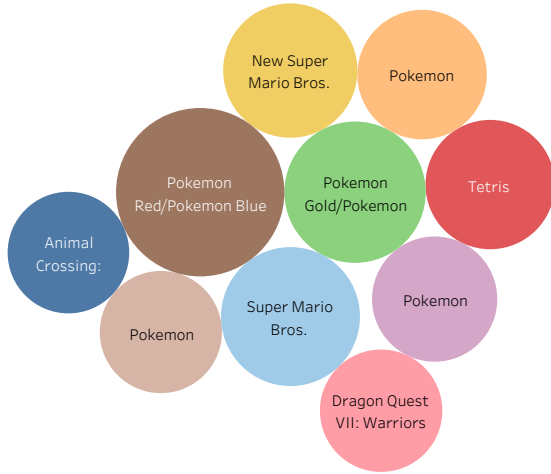 New Super
Mario Bros.
Pokemon
Pokemon
Red/Pokemon Blue
Pokemon
Gold/Pokemon
Tetris
Animal
Crossing:
Pokemon
Super Mario
Bros.
Pokemon
Dragon Quest
VII: Warriors